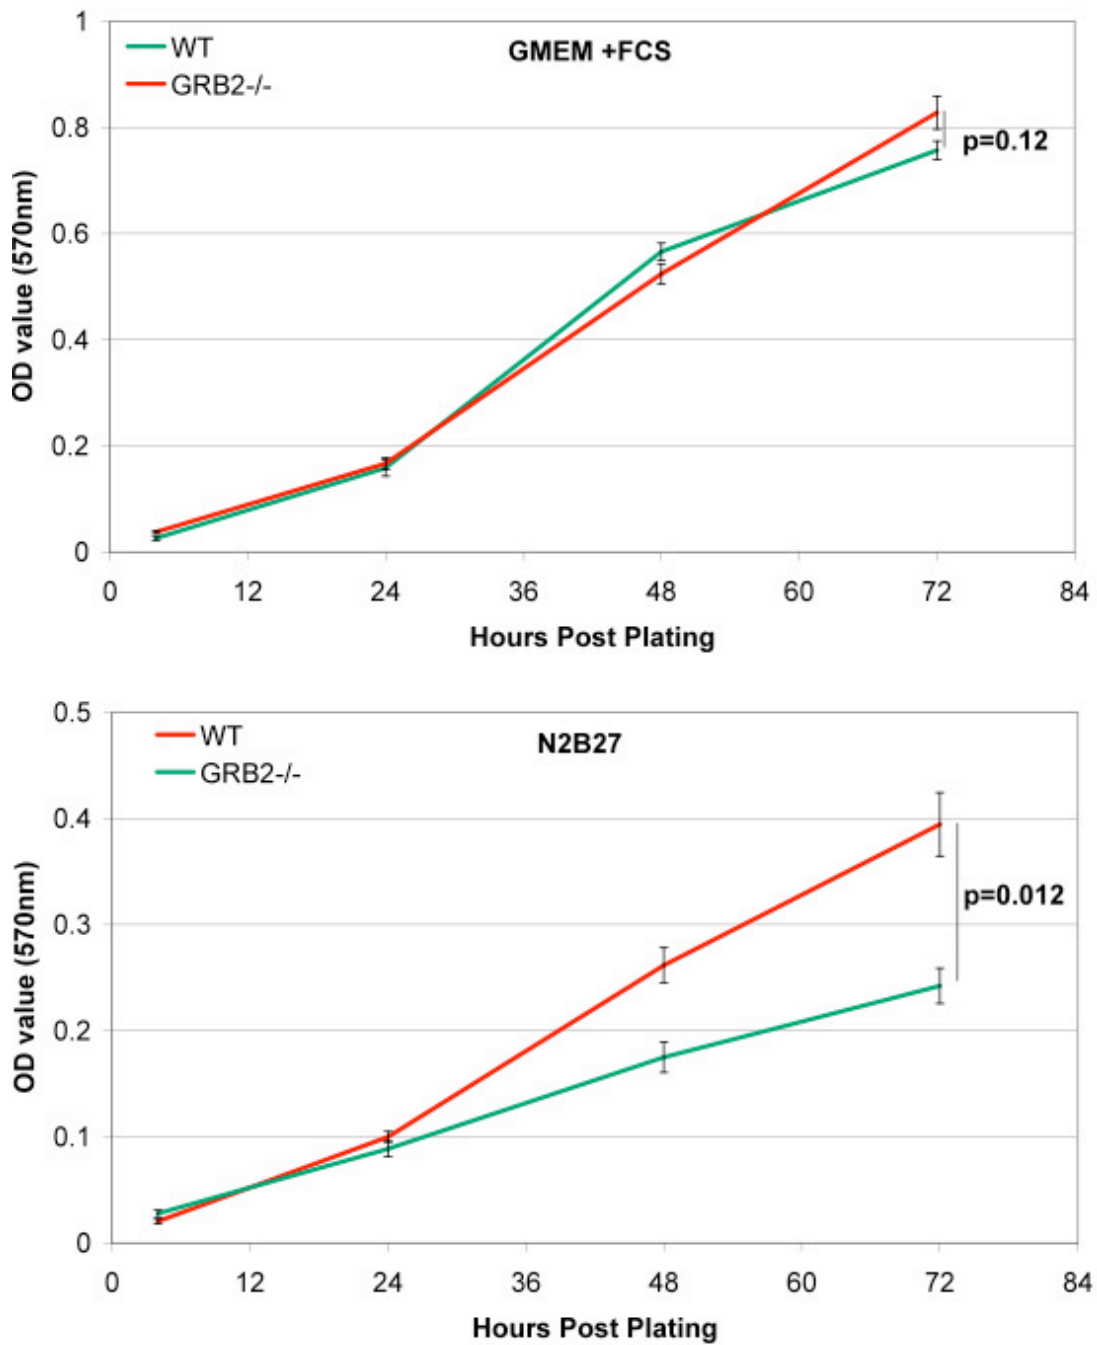 1
WT
GMEM +FCS
GRB2-/-
0.8
p=0.12
0.6
OD value (570nm)
0.4
0.2
0
0 12 24 36 48 60 72 84
Hours Post Plating
0.5
WT
N2B27
GRB2-/-
0.4
p=0.012
0.3
OD value (570nm)
0.2
0.1
0
0 12 24 36 48 60 72 84
Hours Post Plating